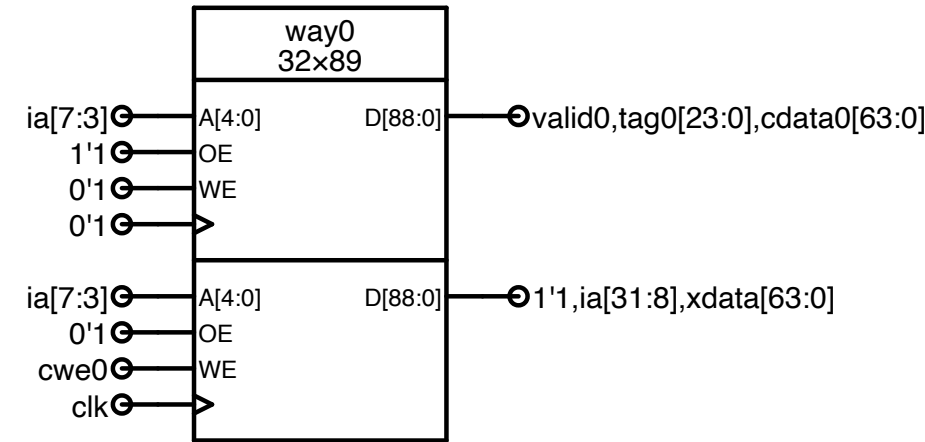 way0
32×89
ia[7:3] A[4:0] D[88:0] valid0,tag0[23:0],cdata0[63:0]
1'1 OE
0'1 WE
0'1
ia[7:3] A[4:0] D[88:0] 1'1,ia[31:8],xdata[63:0]
0'1 OE
cwe0 WE
clk